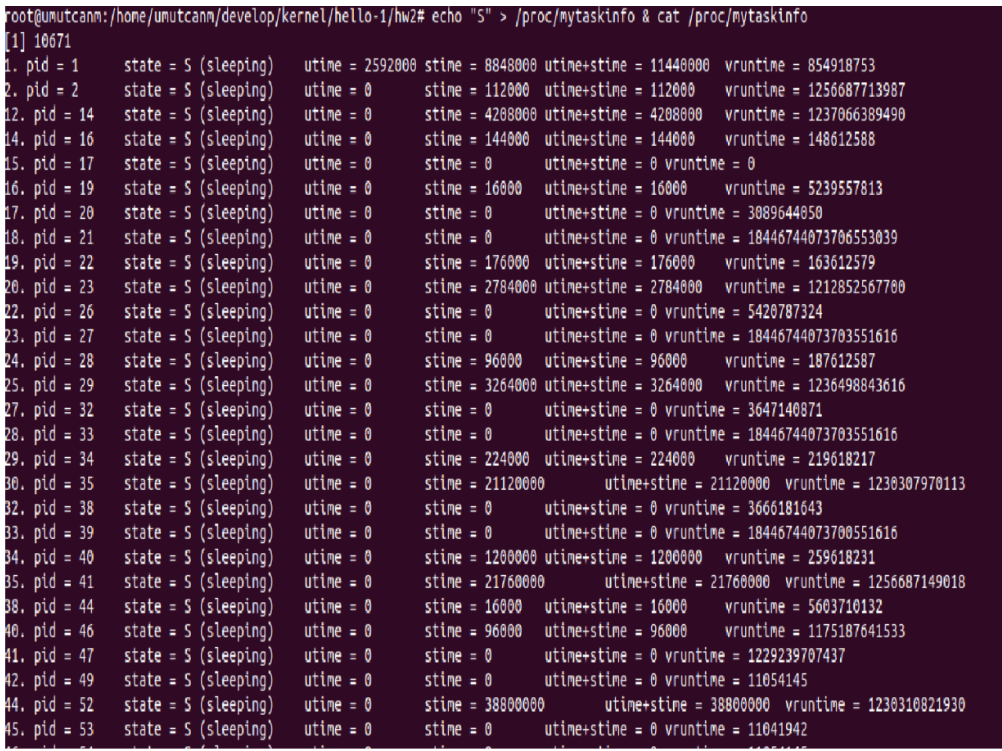 root@umutcanm:/home/umutcanm/develop/kernel/hello-1/hw2# echo "S" > /proc/mytaskinfo & cat /proc/mytaskinfo
[1] 10671
1. pid = 1 state = S (sleeping) utime = 2592000 stime = 8848000 utime+stime = 11440000 vruntime = 854918753
2. pid = 2 state = S (sleeping) utime = 0 stime = 112000 utime+stime = 112000 vruntime = 1256687713987
12. pid = 14 state = S (sleeping) utime = 0 stime = 4208000 utime+stime = 4208000 vruntime = 1237066389490
14. pid = 16 state = S (sleeping) utime = 0 stime = 144000 utime+stime = 144000 vruntime = 148612588
15. pid = 17 state = S (sleeping) utime = 0 stime = 0 utime+stime = 0 vruntime = 0
16. pid = 19 state = S (sleeping) utime = 0 stime = 16000 utime+stime = 16000 vruntime = 5239557813
17. pid = 20 state = S (sleeping) utime = 0 stime = 0 utime+stime = 0 vruntime = 3089644050
18. pid = 21 state = S (sleeping) utime = 0 stime = 0 utime+stime = 0 vruntime = 18446744073706553039
19. pid = 22 state = S (sleeping) utime = 0 stime = 176000 utime+stime = 176000 vruntime = 163612579
20. pid = 23 state = S (sleeping) utime = 0 stime = 2784000 utime+stime = 2784000 vruntime = 1212852567700
22. pid = 26 state = S (sleeping) utime = 0 stime = 0 utime+stime = 0 vruntime = 5420787324
23. pid = 27 state = S (sleeping) utime = 0 stime = 0 utime+stime = 0 vruntime = 18446744073703551616
24. pid = 28 state = S (sleeping) utime = 0 stime = 96000 utime+stime = 96000 vruntime = 187612587
25. pid = 29 state = S (sleeping) utime = 0 stime = 3264000 utime+stime = 3264000 vruntime = 1236498843616
27. pid = 32 state = S (sleeping) utime = 0 stime = 0 utime+stime = 0 vruntime = 3647140871
28. pid = 33 state = S (sleeping) utime = 0 stime = 0 utime+stime = 0 vruntime = 18446744073703551616
29. pid = 34 state = S (sleeping) utime = 0 stime = 224000 utime+stime = 224000 vruntime = 219618217
30. pid = 35 state = S (sleeping) utime = 0 stime = 21120000 utime+stime = 21120000 vruntime = 1230307970113
32. pid = 38 state = S (sleeping) utime = 0 stime = 0 utime+stime = 0 vruntime = 3666181643
33. pid = 39 state = S (sleeping) utime = 0 stime = 0 utime+stime = 0 vruntime = 18446744073700551616
34. pid = 40 state = S (sleeping) utime = 0 stime = 1200000 utime+stime = 1200000 vruntime = 259618231
35. pid = 41 state = S (sleeping) utime = 0 stime = 21760000 utime+stime = 21760000 vruntime = 1256687149018
38. pid = 44 state = S (sleeping) utime = 0 stime = 16000 utime+stime = 16000 vruntime = 5603710132
40. pid = 46 state = S (sleeping) utime = 0 stime = 96000 utime+stime = 96000 vruntime = 1175187641533
41. pid = 47 state = S (sleeping) utime = 0 stime = 0 utime+stime = 0 vruntime = 1229239707437
42. pid = 49 state = S (sleeping) utime = 0 stime = 0 utime+stime = 0 vruntime = 11054145
44. pid = 52 state = S (sleeping) utime = 0 stime = 38800000 utime+stime = 38800000 vruntime = 1230310821930
45. pid = 53 state = S (sleeping) utime = 0 stime = 0 utime+stime = 0 vruntime = 11041942